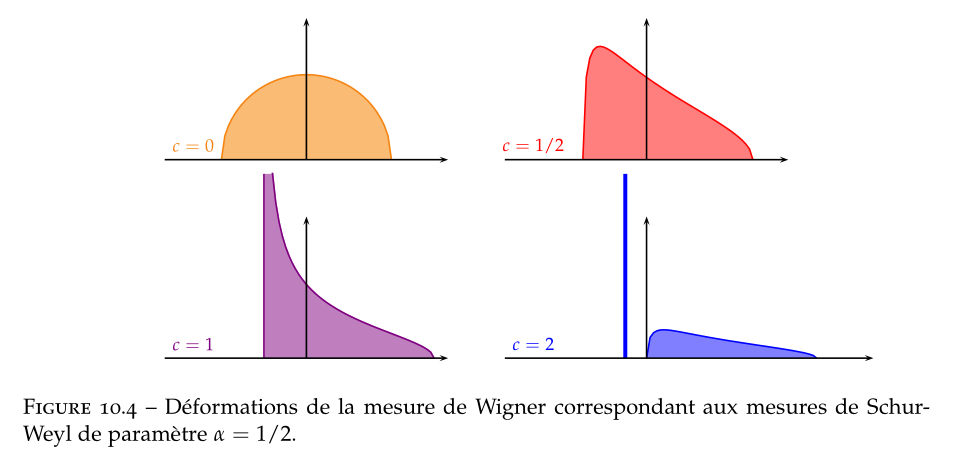 c = 0
c = 1/2
c = 1
c = 2
FIGURE 10.4 – Déformations de la mesure de Wigner correspondant aux mesures de Schur-
Weyl de paramètre α = 1/2.